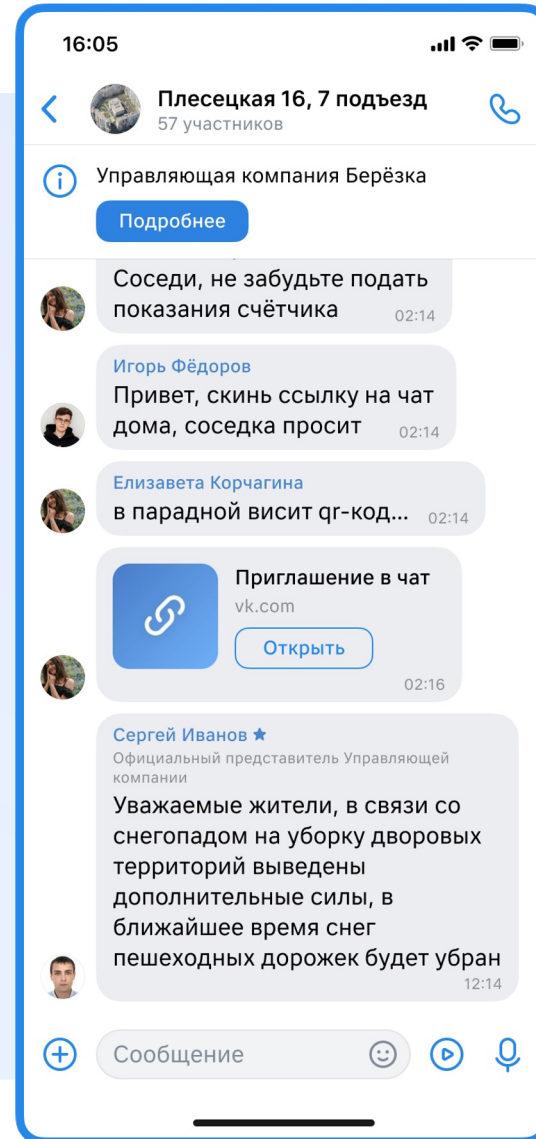 16:05
Плесецкая 16, 7 подъезд
57 участников
Управляющая компания Берёзка
Подробнее
Соседи, не забудьте подать
показания счётчика 02:14
Игорь Фёдоров
Привет, скинь ссылку на чат
дома, соседка просит 02:14
Елизавета Корчагина
в парадной висит qr-код... 02:14
Приглашение в чат
vk.com
Открыть
02:16
Сергей Иванов
Официальный представитель Управляющей
компании
Уважаемые жители, в связи со
снегопадом на уборку дворовых
территорий выведены
дополнительные силы, в
ближайшее время снег
пешеходных дорожек будет убран
12:14
Сообщение